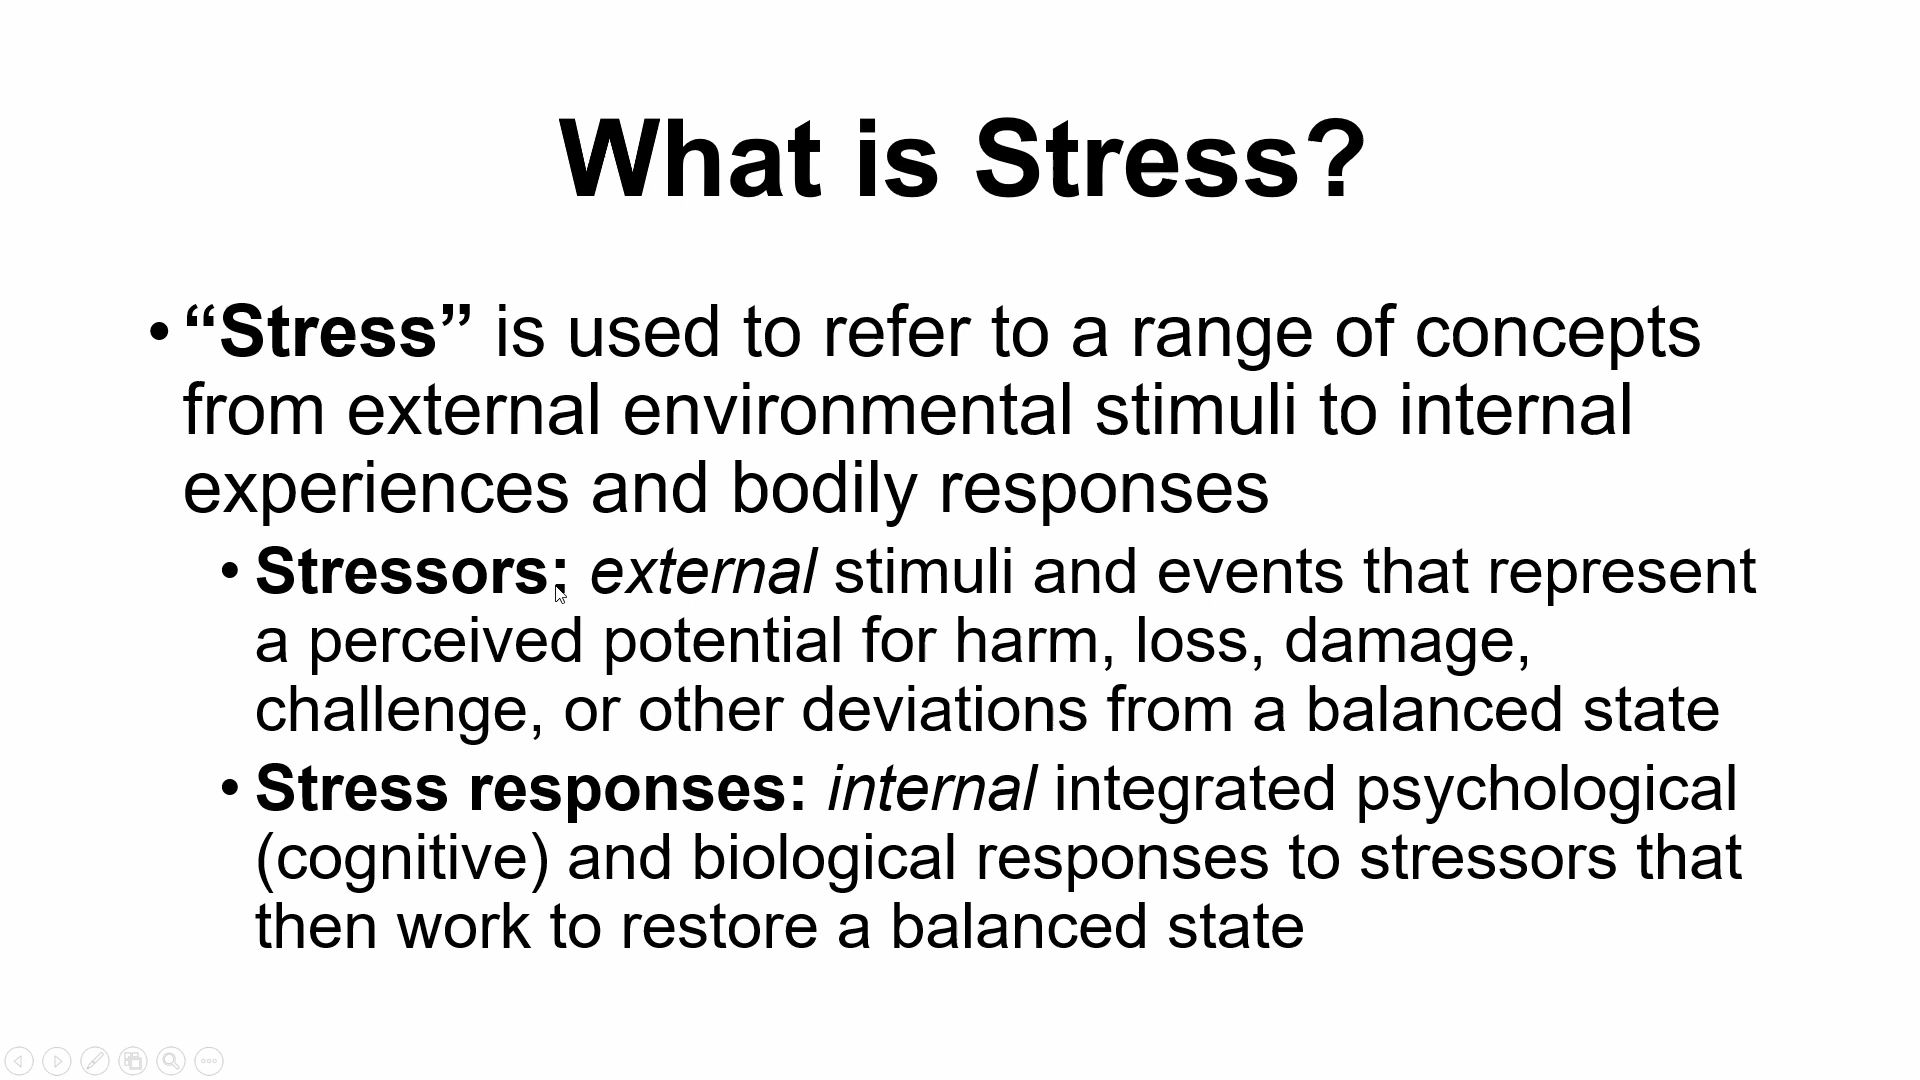 What is Stress?
• “Stress” is used to refer to a range of concepts
from external environmental stimuli to internal
experiences and bodily responses
• Stressors: external stimuli and events that represent
a perceived potential for harm, loss, damage,
challenge, or other deviations from a balanced state
• Stress responses: internal integrated psychological
(cognitive) and biological responses to stressors that
then work to restore a balanced state